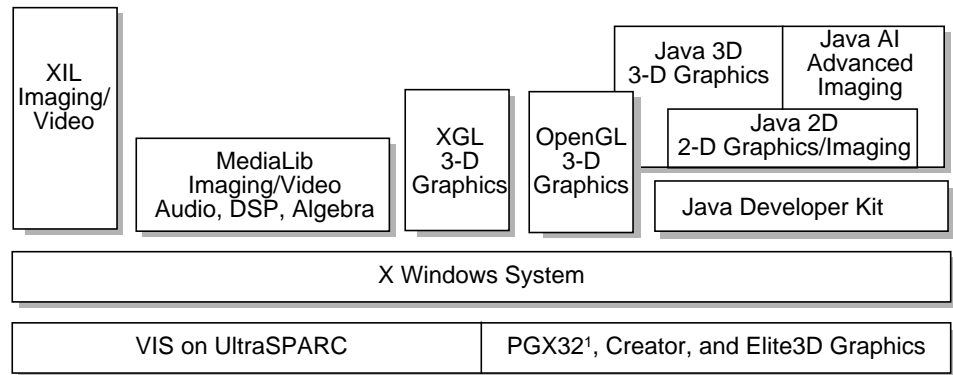 XIL
Imaging/
Video
MediaLib
Imaging/Video
Audio, DSP, Algebra
XGL
3-D
Graphics
OpenGL
3-D
Graphics
Java 3D
3-D Graphics
Java AI
Advanced
Imaging
Java 2D
2-D Graphics/Imaging
Java Developer Kit
X Windows System
VIS on UltraSPARC
PGX32¹, Creator, and Elite3D Graphics